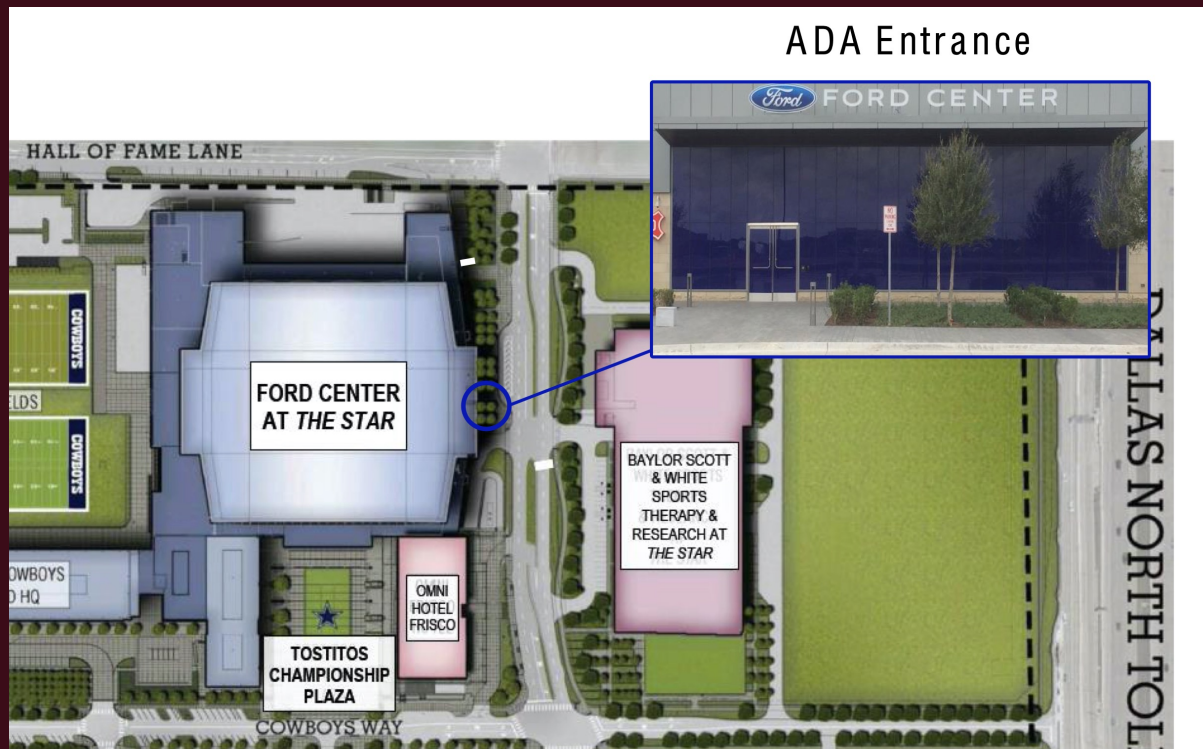 ADA Entrance
Ford FORD CENTER
HALL OF FAME LANE
COWBOYS
COWBOYS
ELDS
FORD CENTER
AT THE STAR
BAYLOR SCOTT
& WHITE
SPORTS
THERAPY &
RESEARCH AT
THE STAR
OWBOYS
HQ
OMNI
HOTEL
FRISCO
TOSTITOS
CHAMPIONSHIP
PLAZA
COWBOYS WAY
DALLAS NORTH TOL